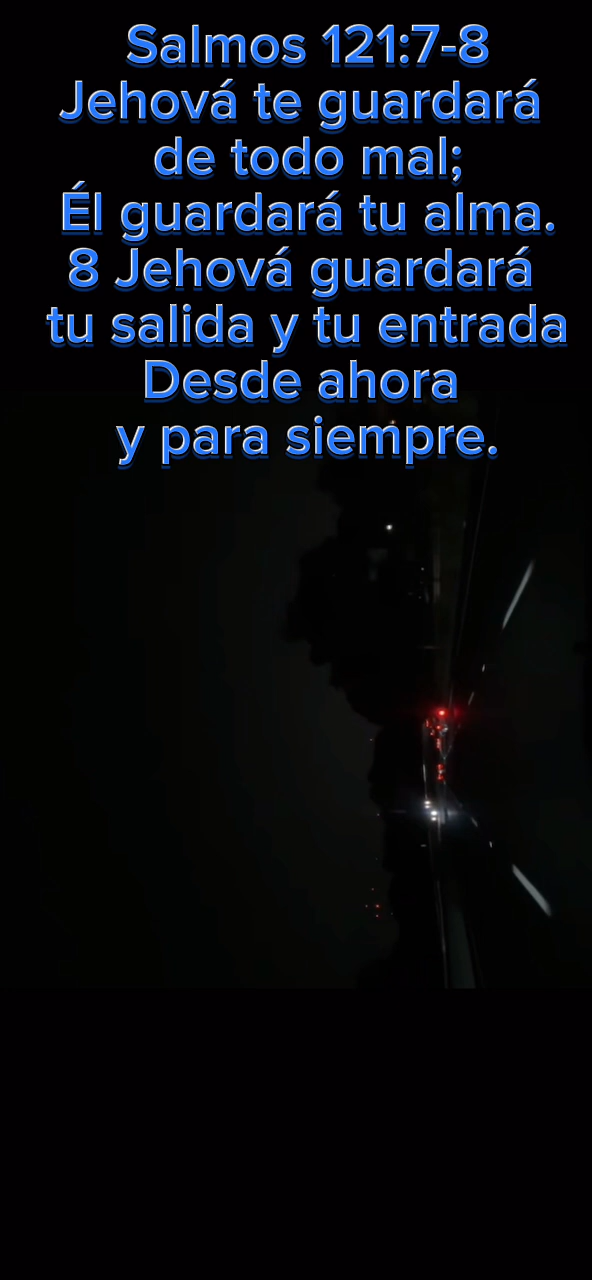 Salmos 121:7-8
Jehová te guardará
de todo mal;
Él guardará tu alma.
8 Jehová guardará
tu salida y tu entrada
Desde ahora
y para siempre.